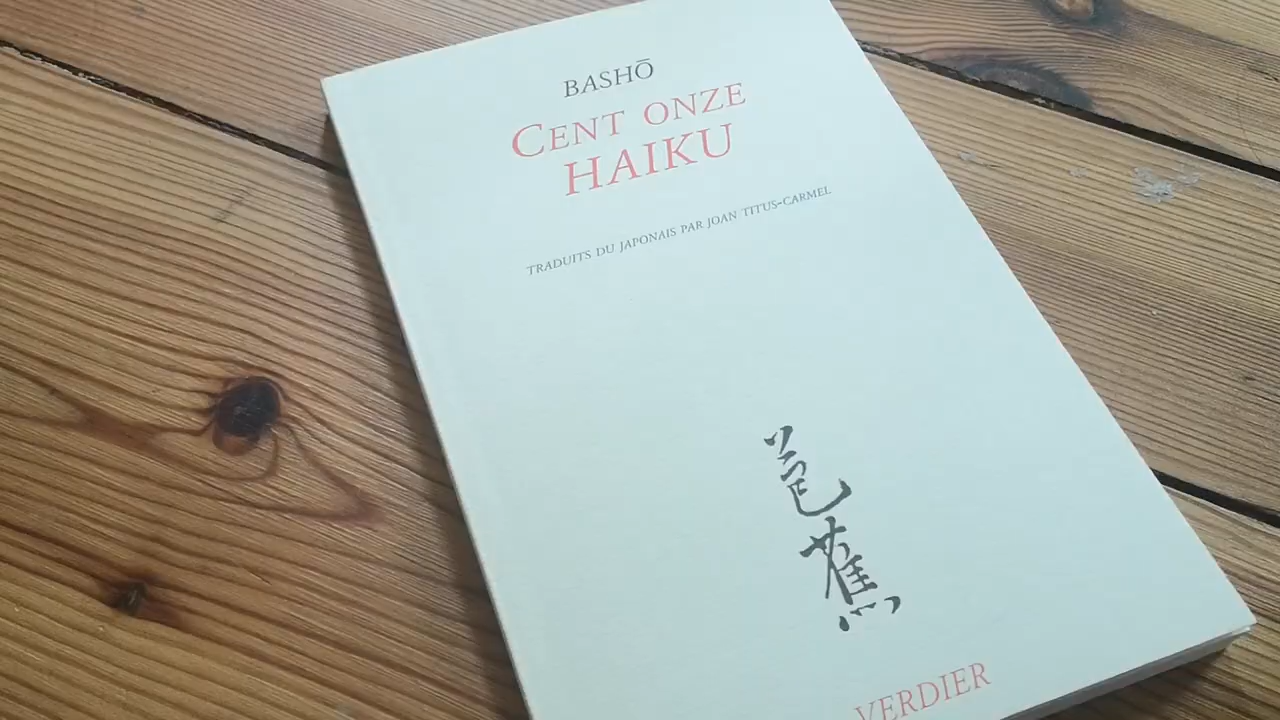 BASHŌ
CENT ONZE
HAIKU
TRADUITS DU JAPONAIS PAR JOAN TITUS-CARMEL
芭蕉
VERDIER